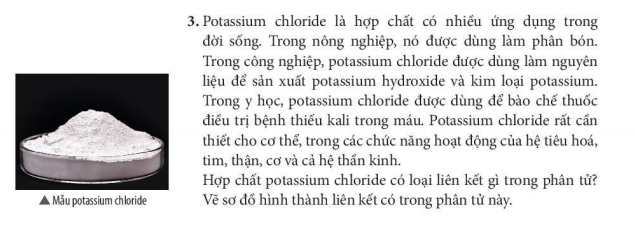 3. Potassium chloride là hợp chất có nhiều ứng dụng trong
đời sống. Trong nông nghiệp, nó được dùng làm phân bón.
Trong công nghiệp, potassium chloride được dùng làm nguyên
liệu để sản xuất potassium hydroxide và kim loại potassium.
Trong y học, potassium chloride được dùng để bào chế thuốc
điều trị bệnh thiếu kali trong máu. Potassium chloride rất cần
thiết cho cơ thể, trong các chức năng hoạt động của hệ tiêu hoá,
tim, thận, cơ và cả hệ thần kinh.
Hợp chất potassium chloride có loại liên kết gì trong phân tử?
Vẽ sơ đồ hình thành liên kết có trong phân tử này.
▲ Mẫu potassium chloride